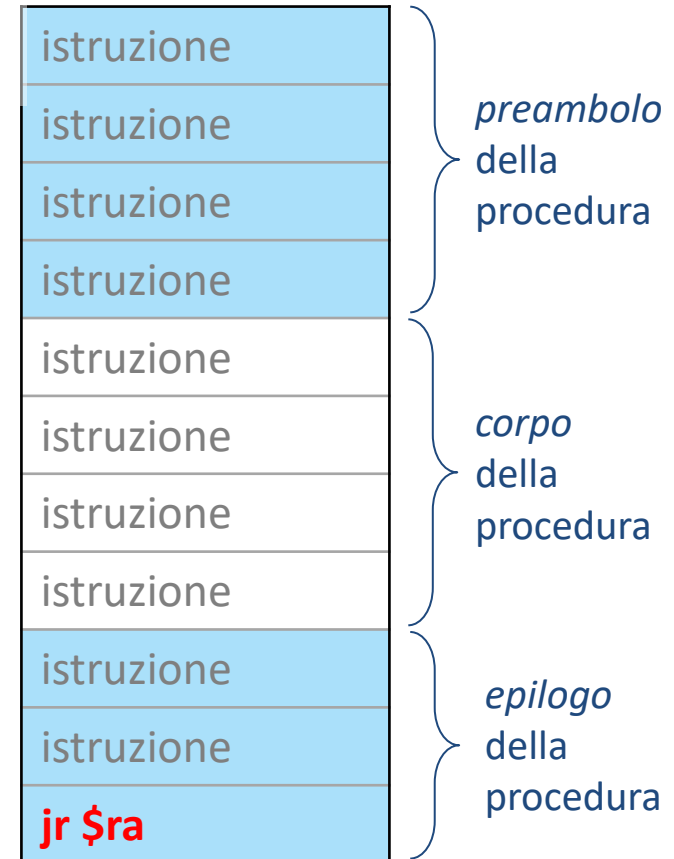 istruzione
istruzione
istruzione
istruzione
preambolo
della
procedura
istruzione
istruzione
istruzione
istruzione
corpo
della
procedura
istruzione
istruzione
jr $ra
epilogo
della
procedura